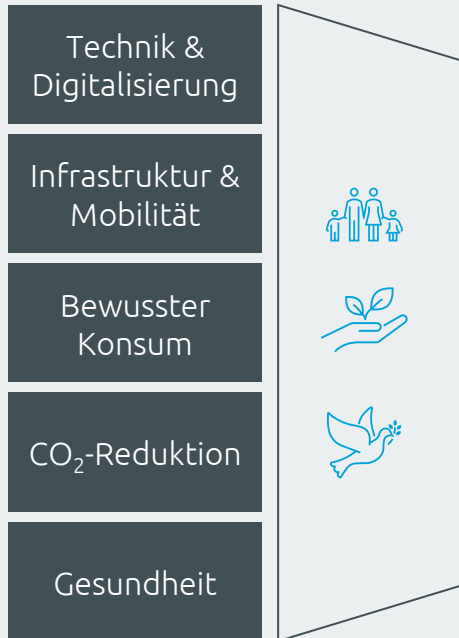 Technik &
Digitalisierung
Infrastruktur &
Mobilität
Bewusster
Konsum
CO₂-Reduktion
Gesundheit